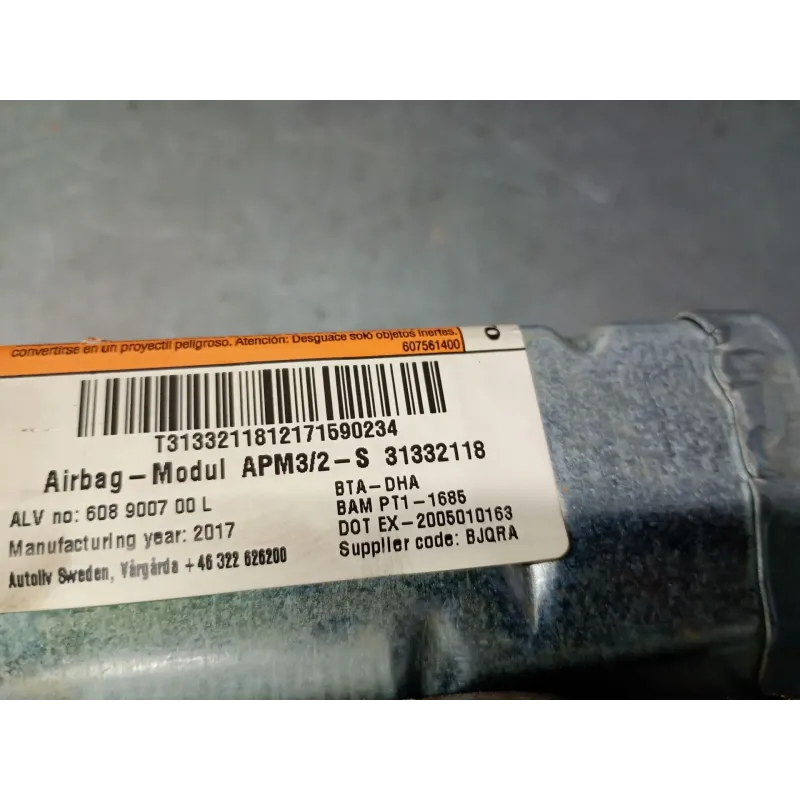 convertirse en un proyectil peligroso. Atención: Desguace solo objetos inertes.
607561400
T3133211812171590234
Airbag-Modul APM3/2-S 31332118
ALV no: 608 9007 00 L
Manufacturing year: 2017
Autoliv Sweden, Vårgårda +46 322 626200
BTA-DHA
BAM PT1-1685
DOT EX-2005010163
Supplier code: BJQRA